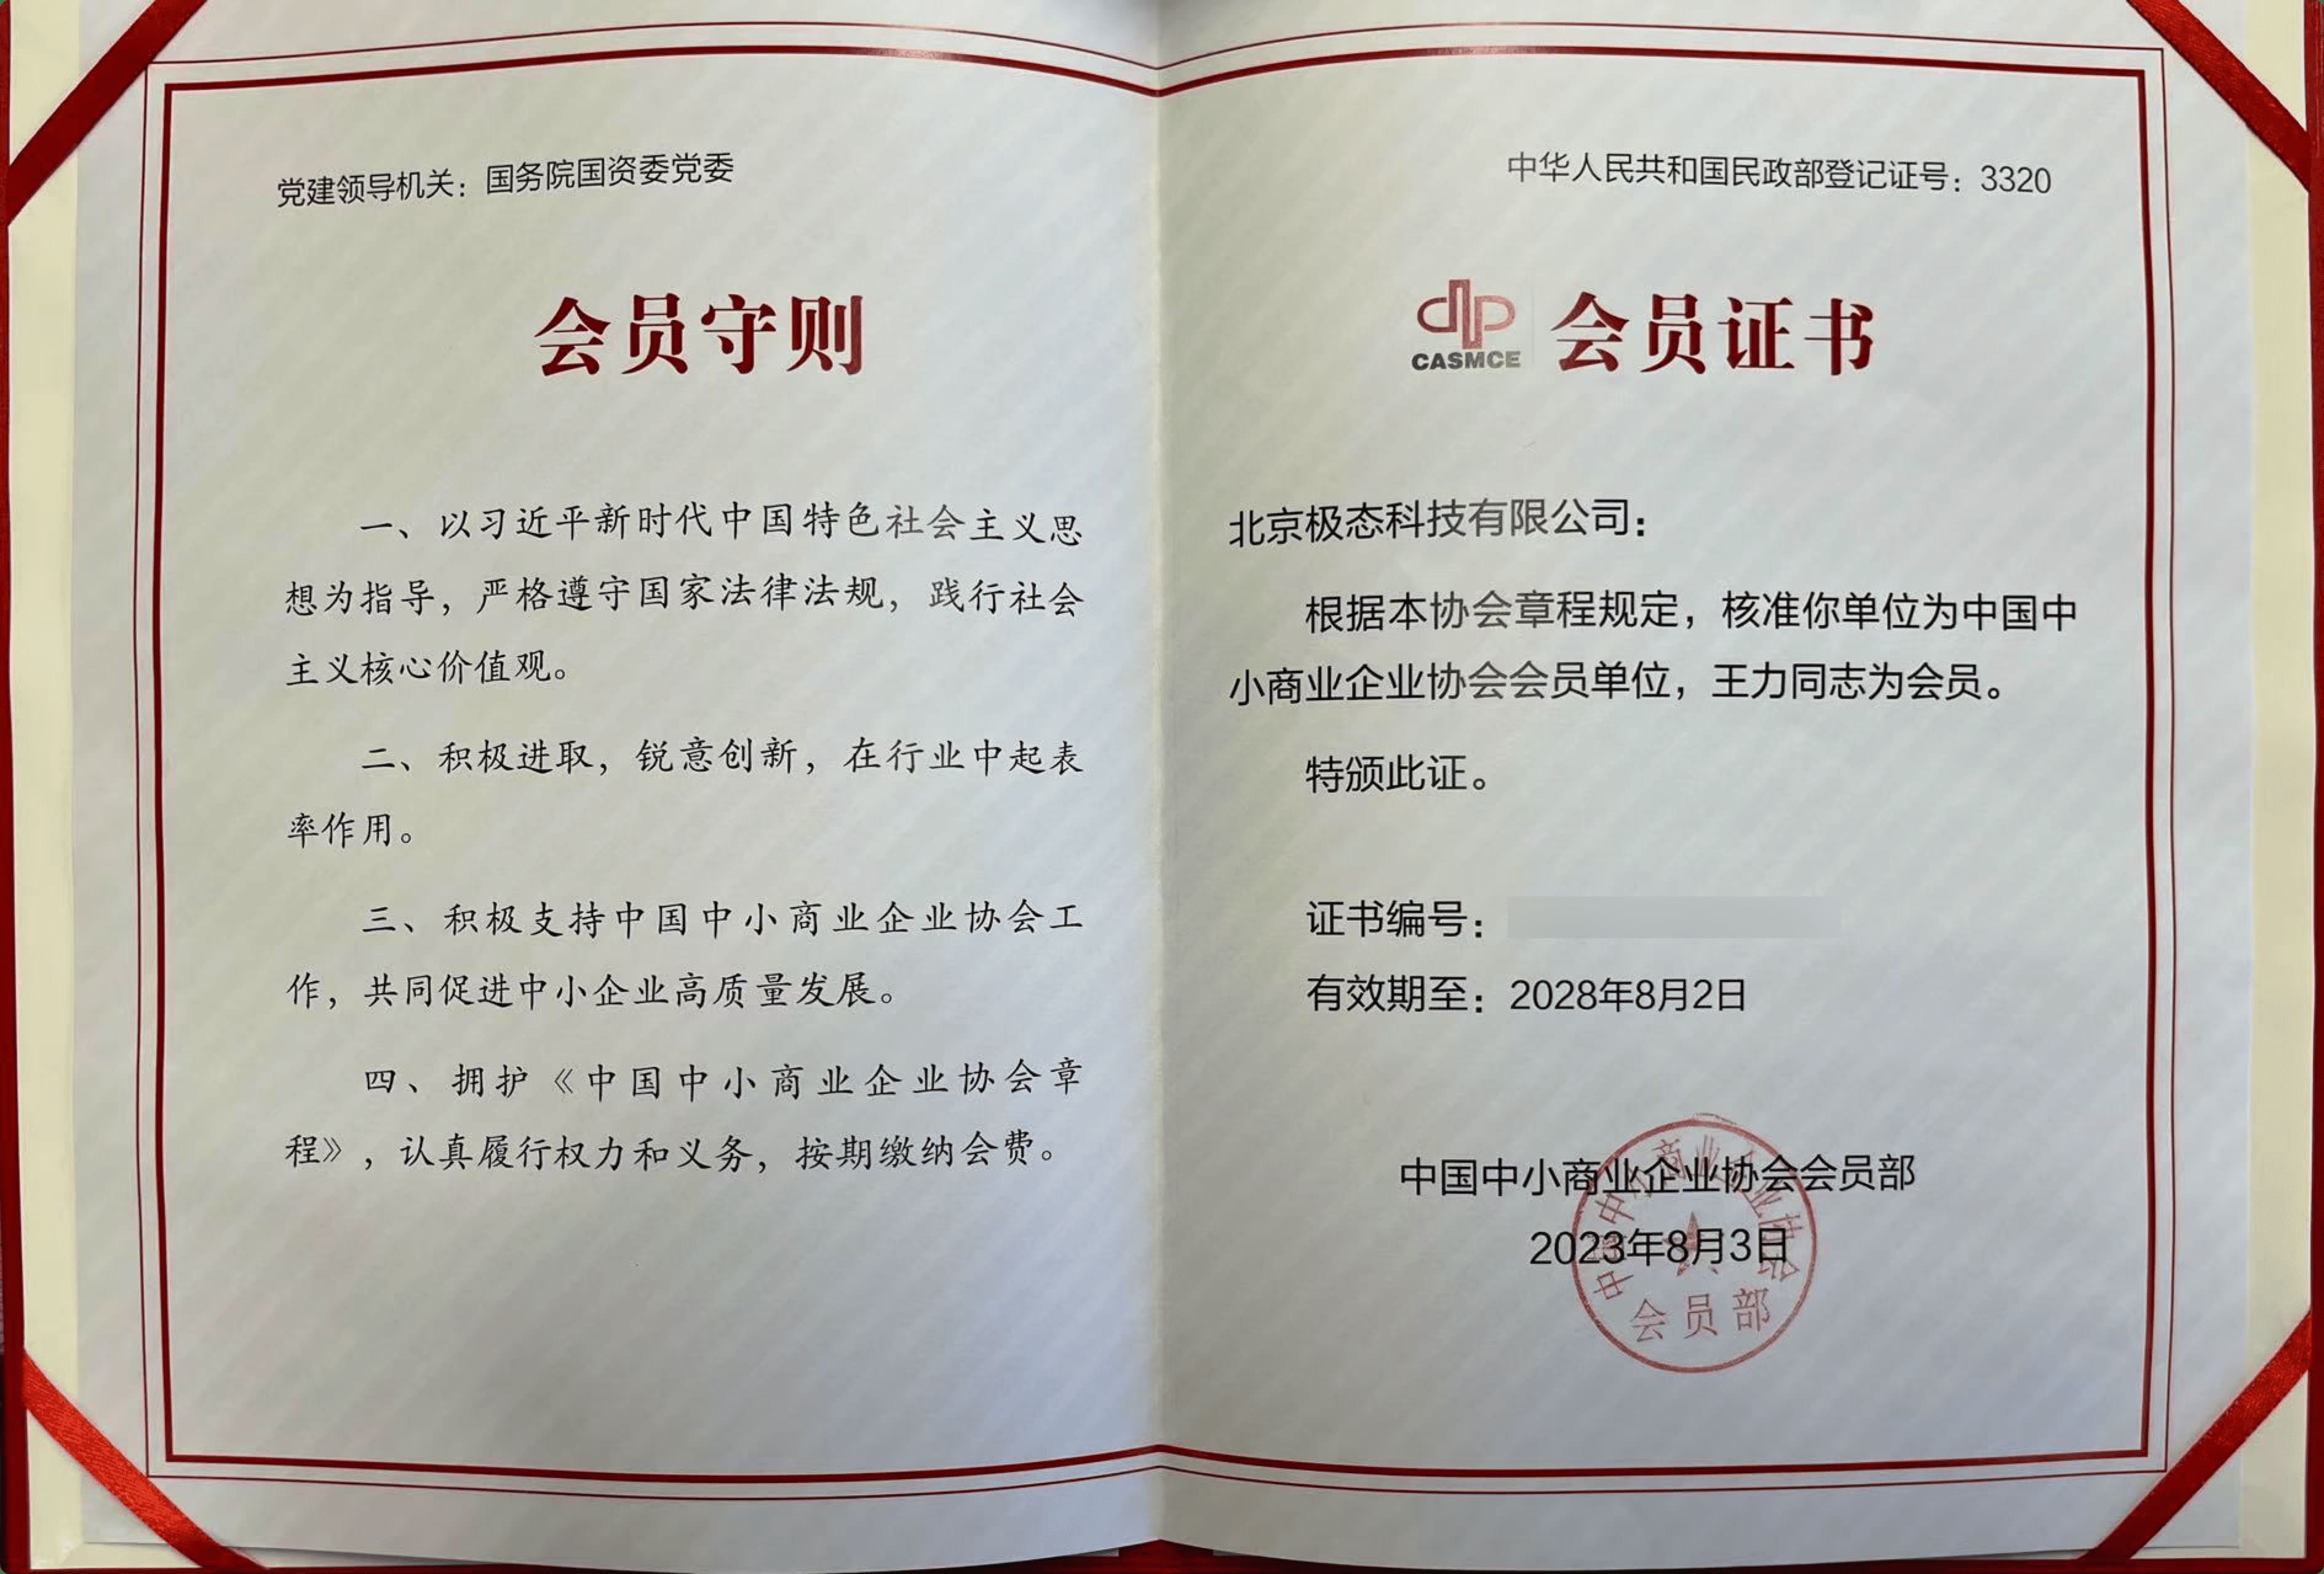 党建领导机关：国务院国资委党委
会员守则
一、以习近平新时代中国特色社会主义思
想为指导，严格遵守国家法律法规，践行社会
主义核心价值观。
二、积极进取，锐意创新，在行业中起表
率作用。
三、积极支持中国中小商业企业协会工
作，共同促进中小企业高质量发展。
四、拥护《中国中小商业企业协会章
程》，认真履行权力和义务，按期缴纳会费。
中华人民共和国民政部登记证号：3320
CASMCE
会员证书
北京极态科技有限公司：
根据本协会章程规定，核准你单位为中国中
小商业企业协会会员单位，王力同志为会员。
特颁此证。
证书编号：
有效期至：2028年8月2日
中国中小商业企业协会会员部
2023年8月3日
中国中小商业企业协会
会员部